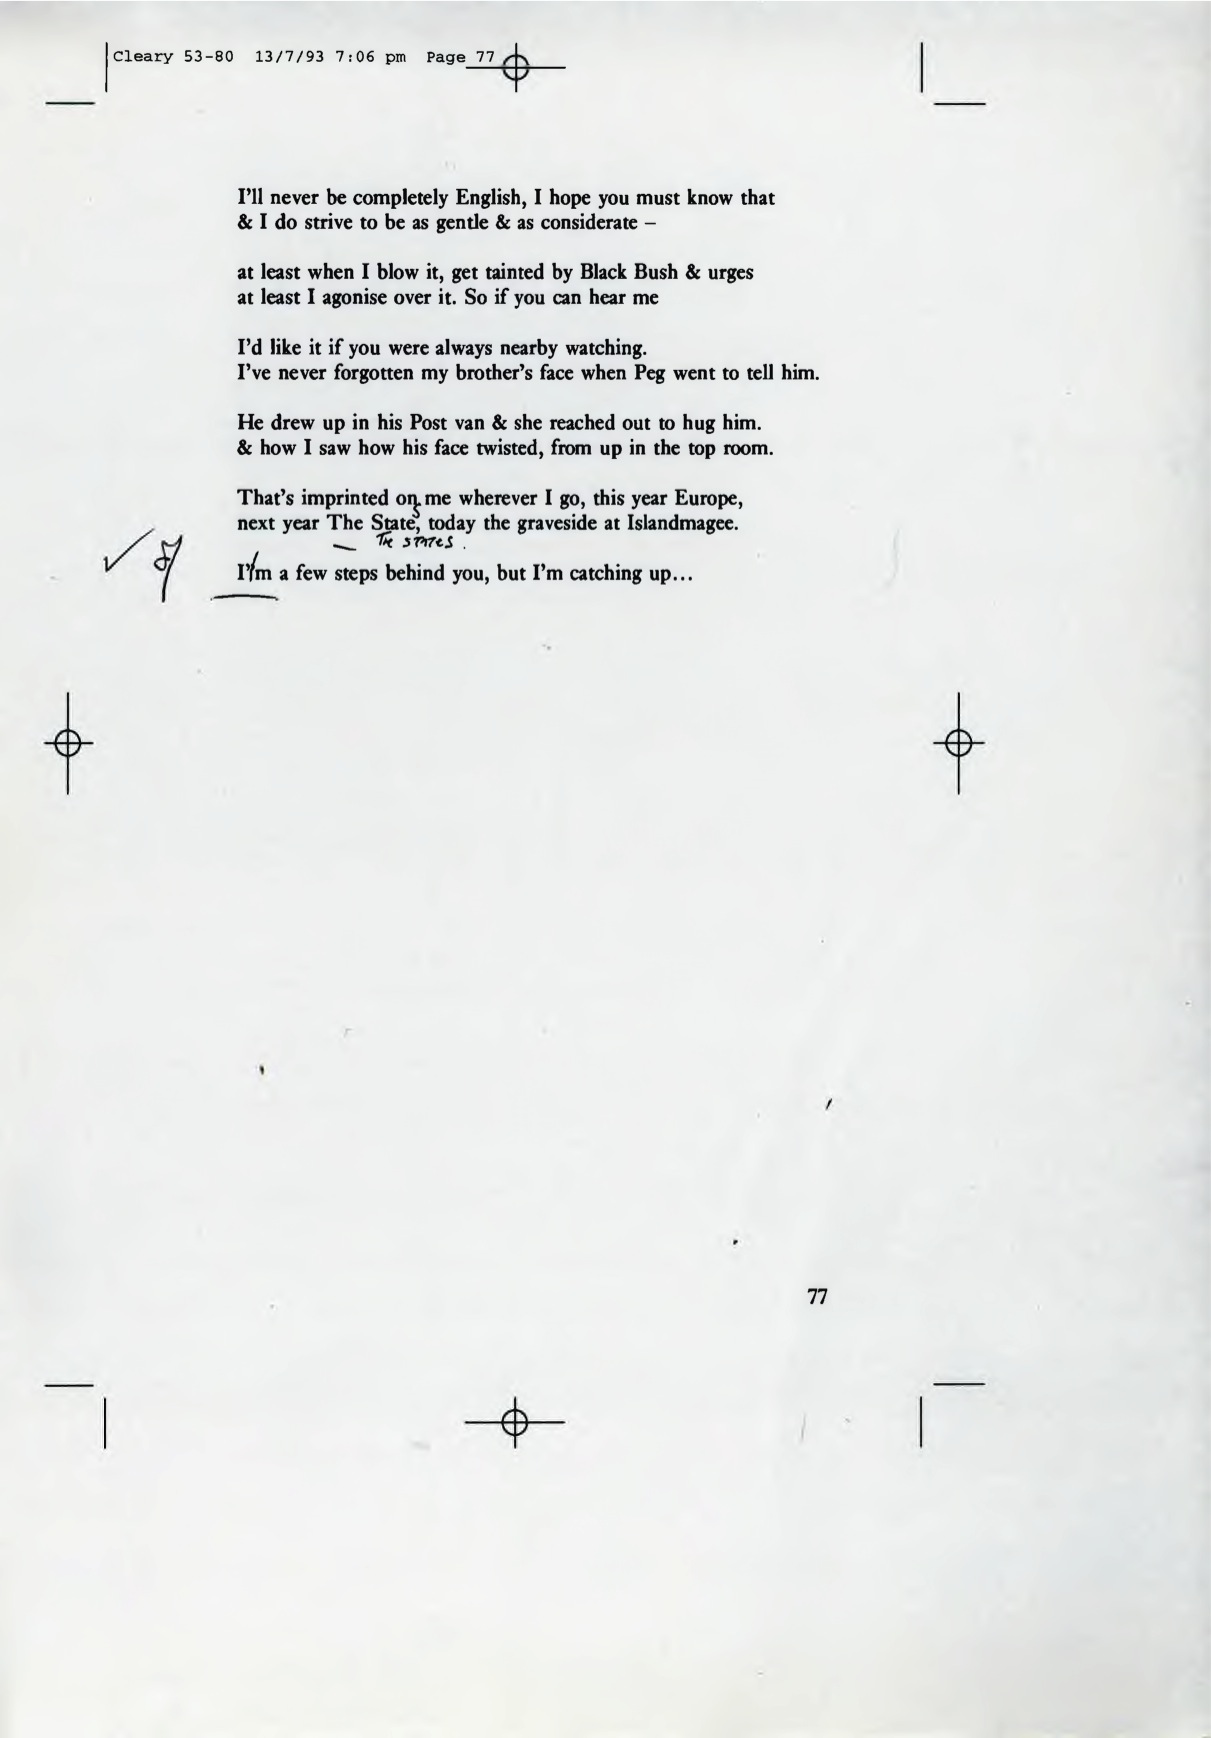 Cleary 53-80 13/7/93 7:06 pm Page 77
I'll never be completely English, I hope you must know that
& I do strive to be as gentle & as considerate –
at least when I blow it, get tainted by Black Bush & urges
at least I agonise over it. So if you can hear me
I'd like it if you were always nearby watching.
I've never forgotten my brother's face when Peg went to tell him.
He drew up in his Post van & she reached out to hug him.
& how I saw how his face twisted, from up in the top room.
That's imprinted on me wherever I go, this year Europe,
next year The State, today the graveside at Islandmagee.
s
The States.
I'm a few steps behind you, but I'm catching up...
77